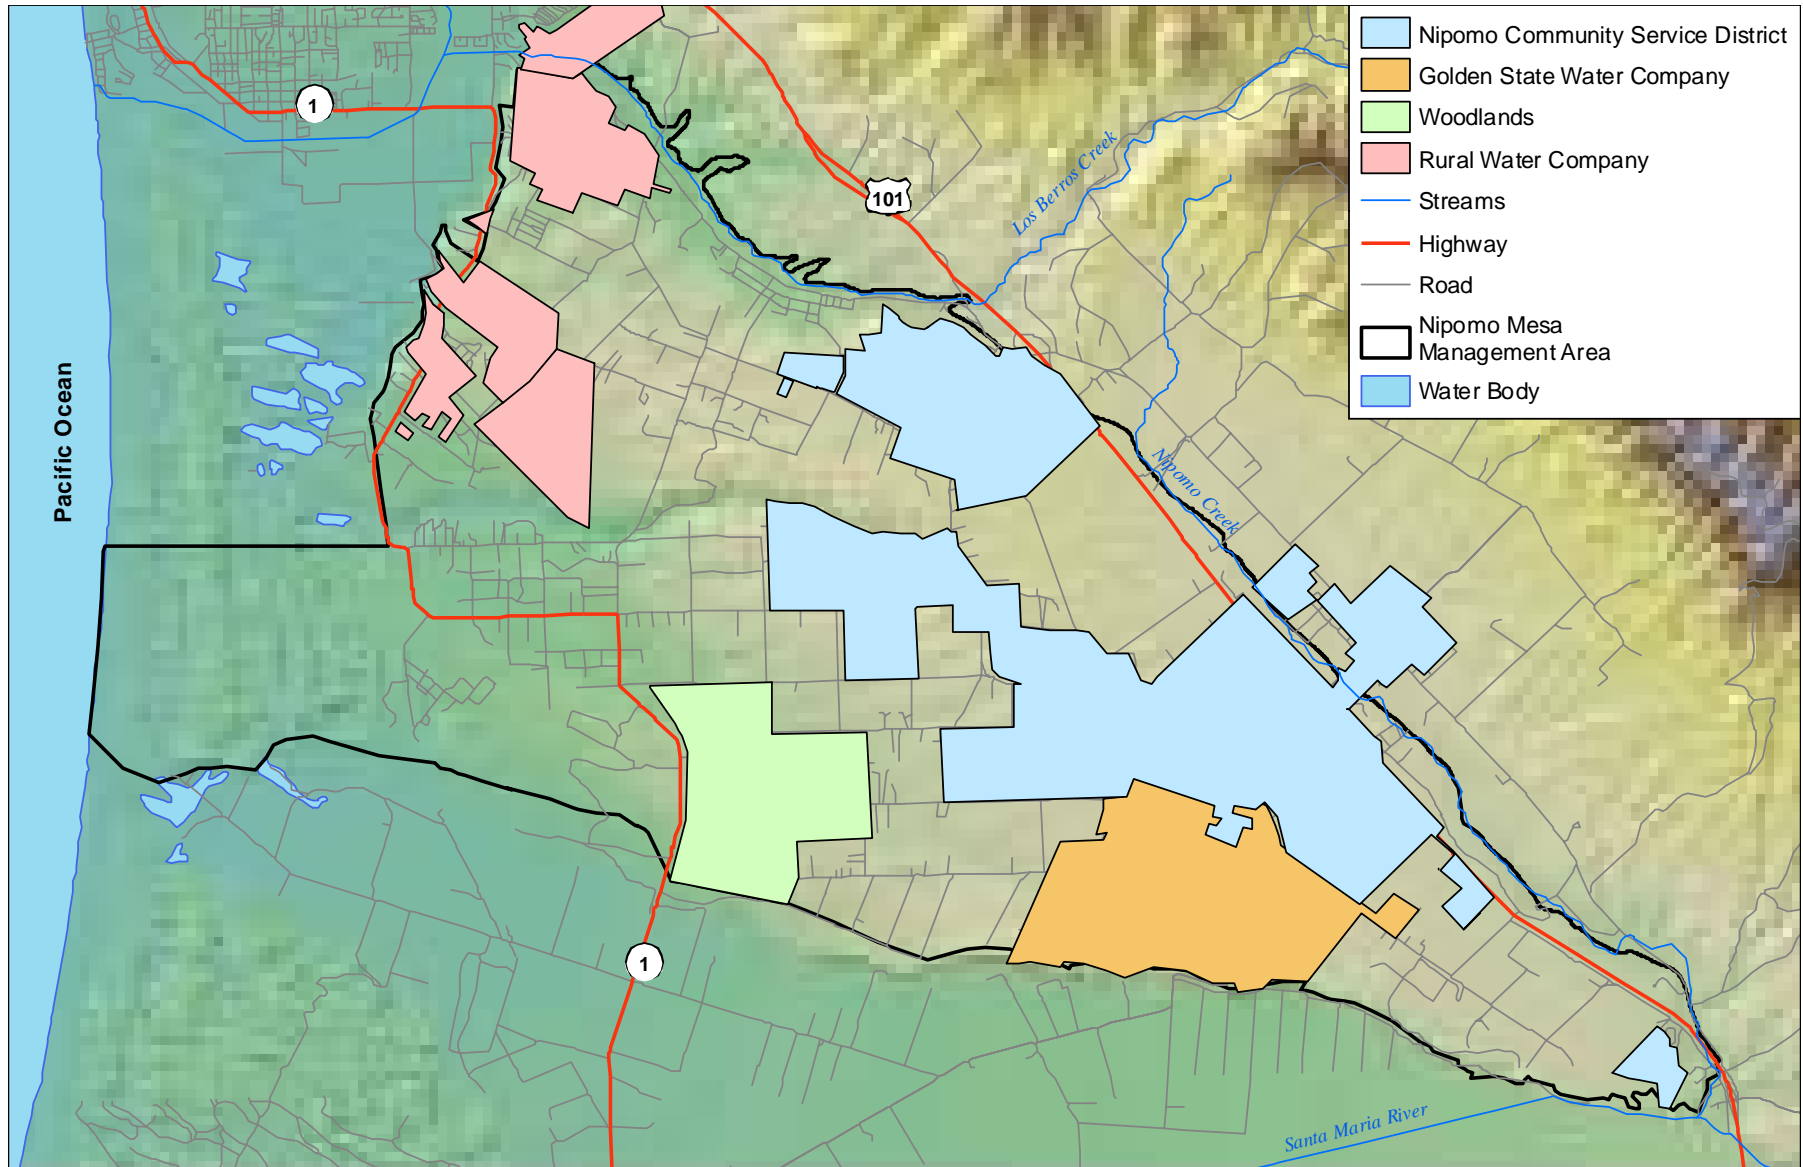 Nipomo Community Service District
Golden State Water Company
Woodlands
Rural Water Company
Streams
Highway
Road
Nipomo Mesa
Management Area
Water Body
1
101
Los Berros Creek
Pacific Ocean
Nipomo Creek
1
Santa Maria River